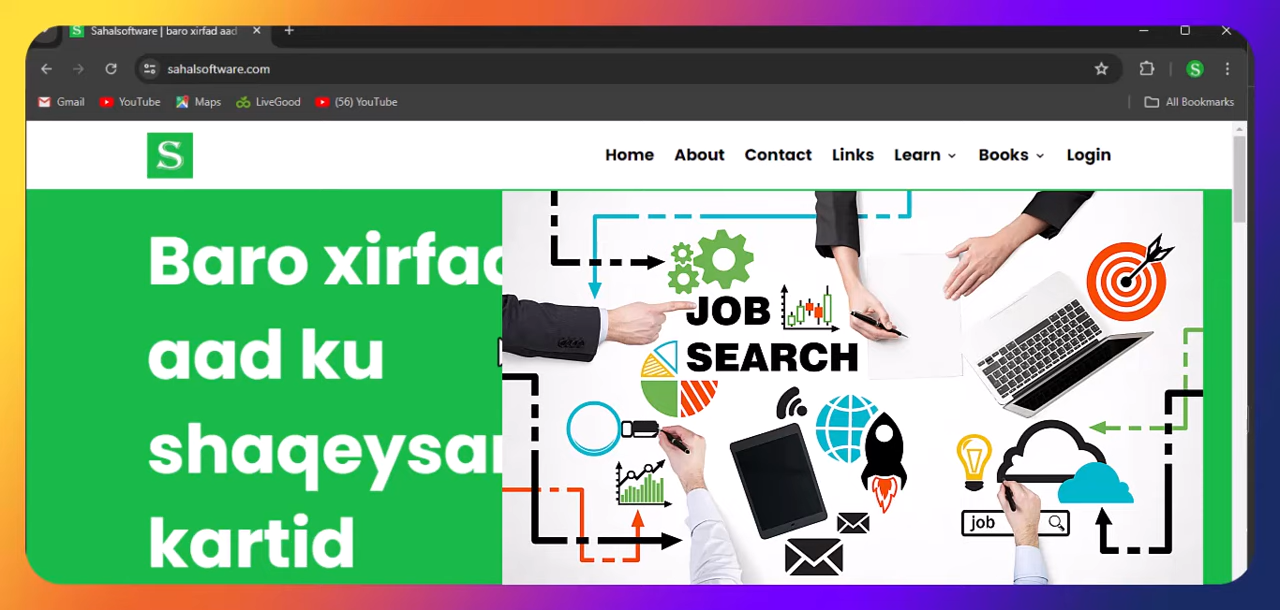 Sahalsoftware | baro xirfad aad
sahalsoftware.com
Gmail YouTube Maps LiveGood (56) YouTube All Bookmarks
S Home About Contact Links Learn Books Login
Baro xirfad
aad ku
shaqeysan
kartid
JOB
SEARCH
job